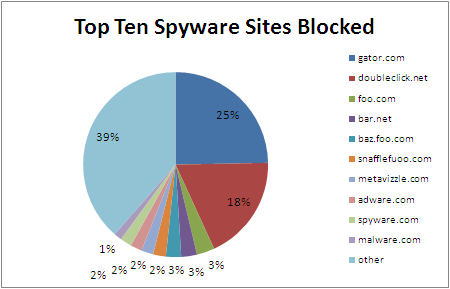 Top Ten Spyware Sites Blocked
gator.com
doubleclick.net
foo.com
bar.net
baz.foo.com
snafflefuoo.com
metavizzle.com
adware.com
spyware.com
malware.com
other
25%
18%
3%
3%
3%
2%
2%
2%
2%
1%
39%